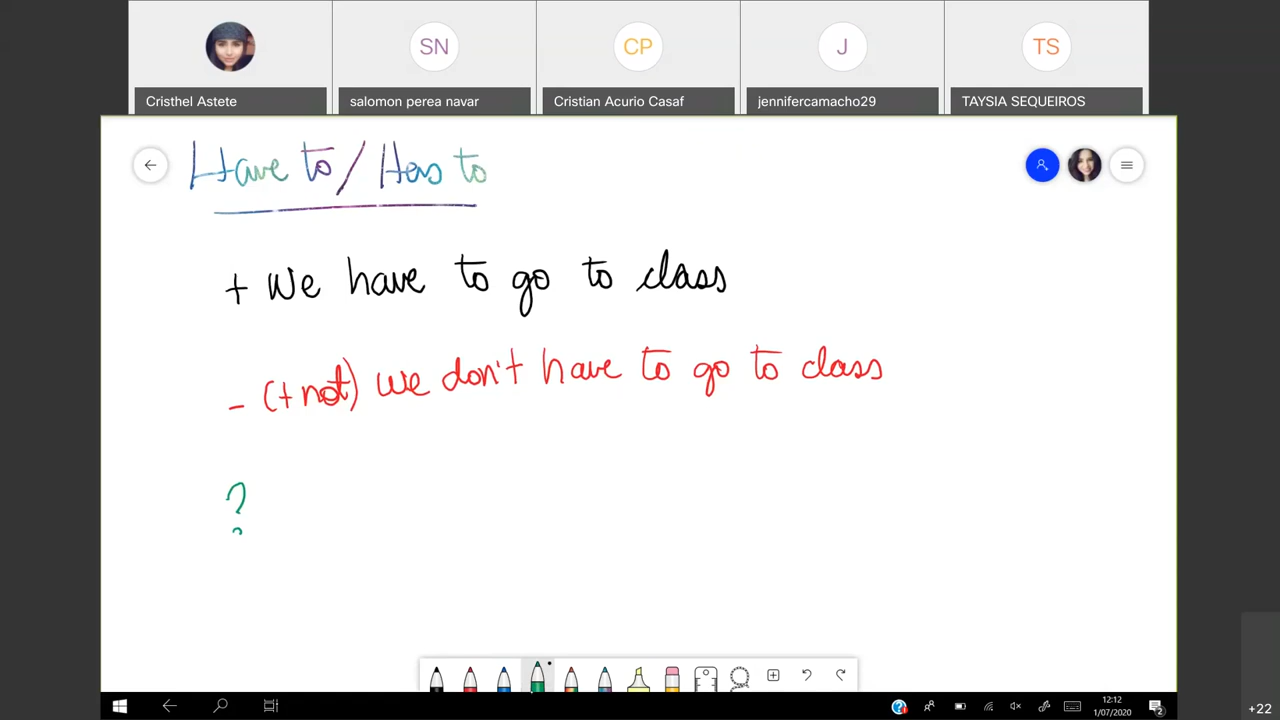 SN
CP
J
TS
Cristhel Astete
salomon perea navar
Cristian Acurio Casaf
jennifercamacho29
TAYSIA SEQUEIROS
Have to / Has to
+ We have to go to class
- (+ not) we don't have to go to class
?
12:12
1/07/2020
2
+22